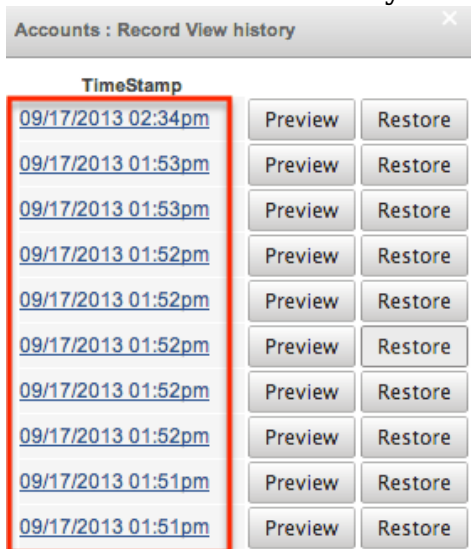 Accounts : Record View history
TimeStamp
09/17/2013 02:34pm Preview Restore
09/17/2013 01:53pm Preview Restore
09/17/2013 01:53pm Preview Restore
09/17/2013 01:52pm Preview Restore
09/17/2013 01:52pm Preview Restore
09/17/2013 01:52pm Preview Restore
09/17/2013 01:52pm Preview Restore
09/17/2013 01:52pm Preview Restore
09/17/2013 01:51pm Preview Restore
09/17/2013 01:51pm Preview Restore